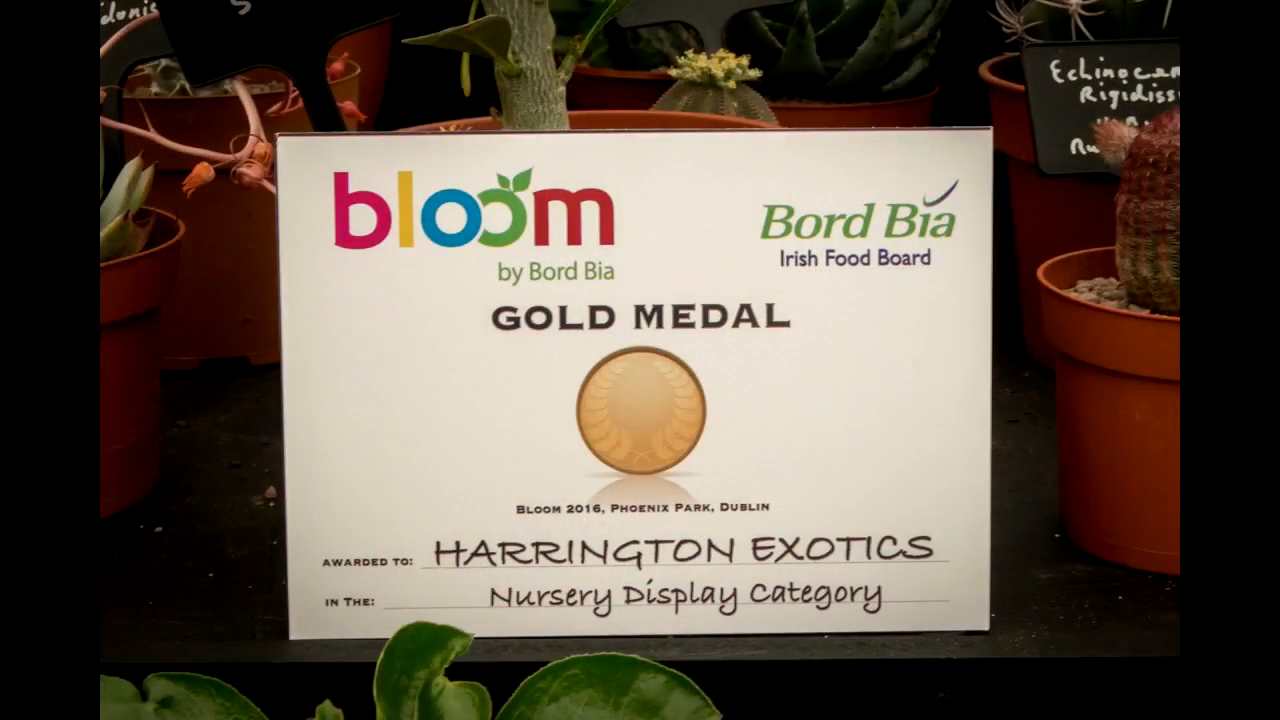 bloom
by Bord Bia
Bord Bia
Irish Food Board
GOLD MEDAL
BLOOM 2016, PHOENIX PARK, DUBLIN
AWARDED TO: HARRINGTON EXOTICS
IN THE: Nursery Display Category